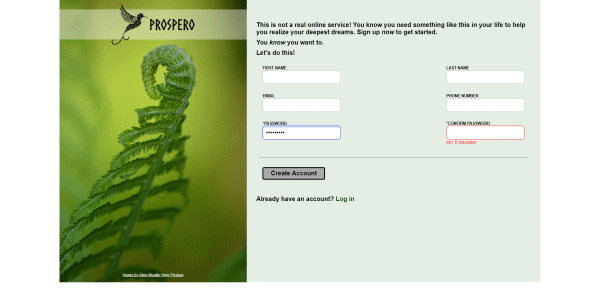 PROSPERO
This is not a real online service! You know you need something like this in your life to help
you realize your deepest dreams. Sign up now to get started.
You know you want to.
Let's do this!
FIRST NAME
LAST NAME
EMAIL
PHONE NUMBER
*PASSWORD
*CONFIRM PASSWORD
•••••••••
min. 8 characters
Create Account
Already have an account? Log in
Image by Aline Mueller from Pixabay